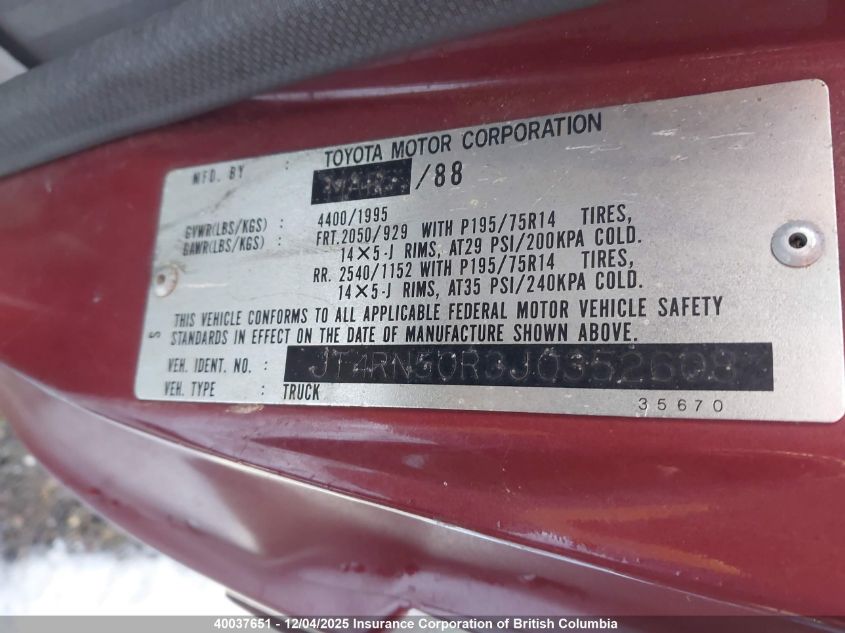 MFD. BY : TOYOTA MOTOR CORPORATION
MAR. /88
GVWR(LBS/KGS) : 4400/1995
GAWR(LBS/KGS) : FRT. 2050/929 WITH P195/75R14 TIRES,
14×5-J RIMS, AT29 PSI/200KPA COLD.
RR. 2540/1152 WITH P195/75R14 TIRES,
14×5-J RIMS, AT35 PSI/240KPA COLD.
THIS VEHICLE CONFORMS TO ALL APPLICABLE FEDERAL MOTOR VEHICLE SAFETY
S STANDARDS IN EFFECT ON THE DATE OF MANUFACTURE SHOWN ABOVE.
VEH. IDENT. NO. : JT4RN50R3J0352603
VEH. TYPE : TRUCK
35670
40037651 - 12/04/2025 Insurance Corporation of British Columbia